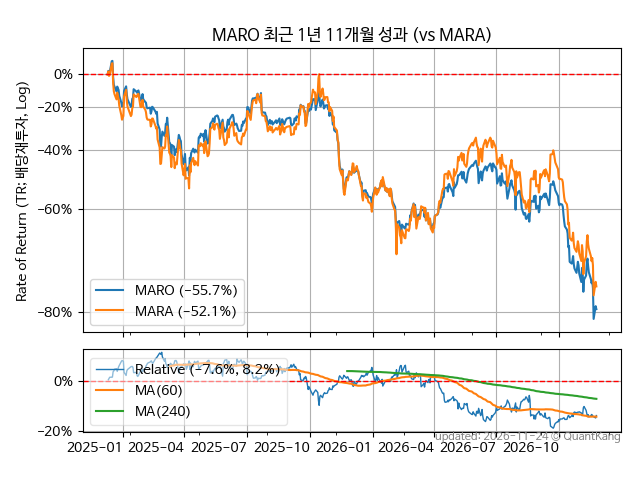 MARO 최근 1년 11개월 성과 (vs MARA)
Rate of Return (TR: 배당재투자, Log)
0%
−20%
−40%
−60%
−80%
MARO (−55.7%)
MARA (−52.1%)
0%
−20%
Relative (−7.6%, 8.2%)
MA(60)
MA(240)
2025-01 2025-04 2025-07 2025-10 2026-01 2026-04 2026-07 2026-10
updated: 2026-11-24 © QuantKang